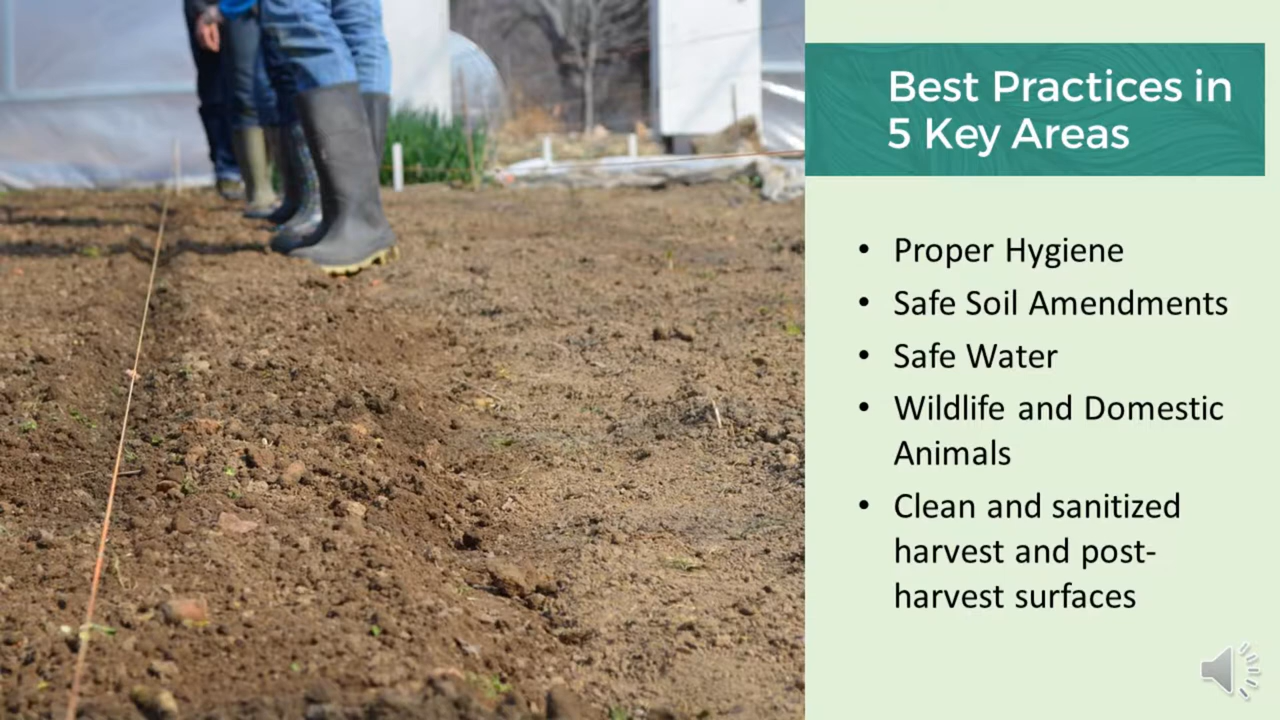 Best Practices in
5 Key Areas
• Proper Hygiene
• Safe Soil Amendments
• Safe Water
• Wildlife and Domestic
Animals
• Clean and sanitized
harvest and post-
harvest surfaces